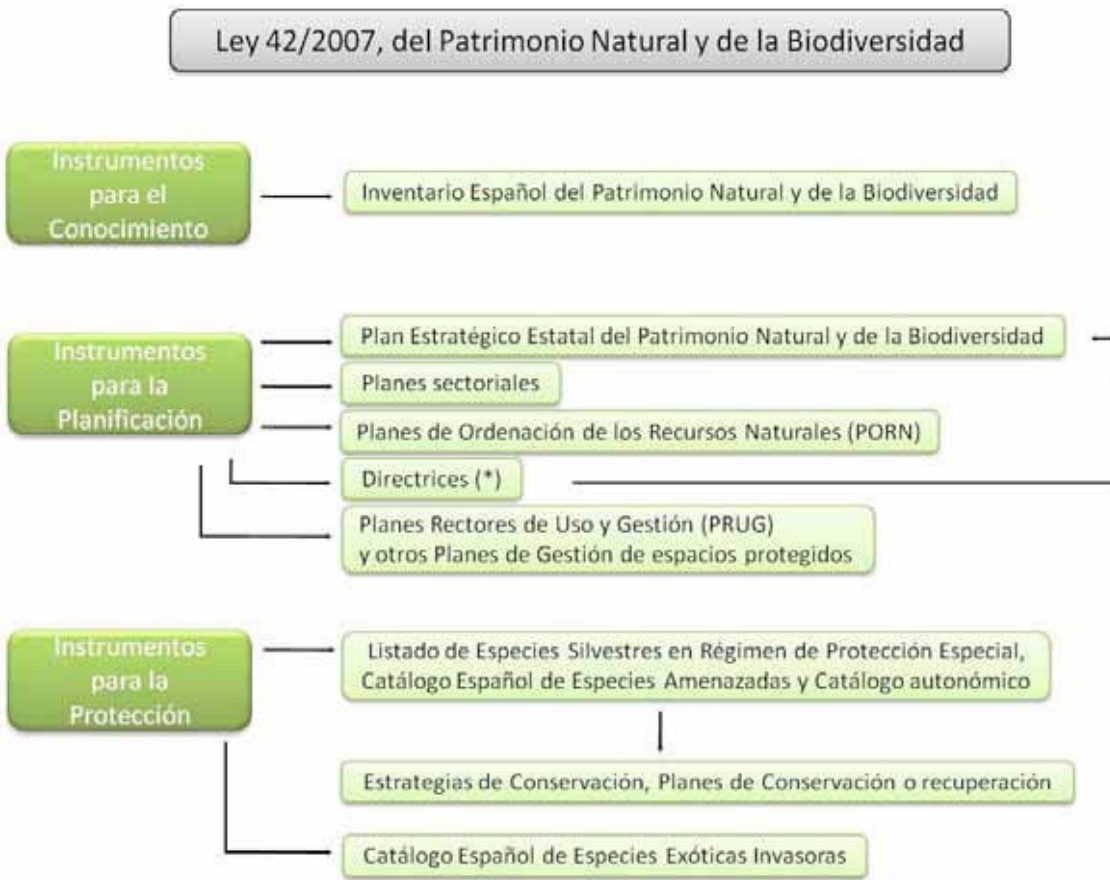 Ley 42/2007, del Patrimonio Natural y de la Biodiversidad
Instrumentos
para el
Conocimiento
Inventario Español del Patrimonio Natural y de la Biodiversidad
Instrumentos
para la
Planificación
Plan Estratégico Estatal del Patrimonio Natural y de la Biodiversidad
Planes sectoriales
Planes de Ordenación de los Recursos Naturales (PORN)
Directrices (*)
Planes Rectores de Uso y Gestión (PRUG)
y otros Planes de Gestión de espacios protegidos
Instrumentos
para la
Protección
Listado de Especies Silvestres en Régimen de Protección Especial,
Catálogo Español de Especies Amenazadas y Catálogo autonómico
Estrategias de Conservación, Planes de Conservación o recuperación
Catálogo Español de Especies Exóticas Invasoras